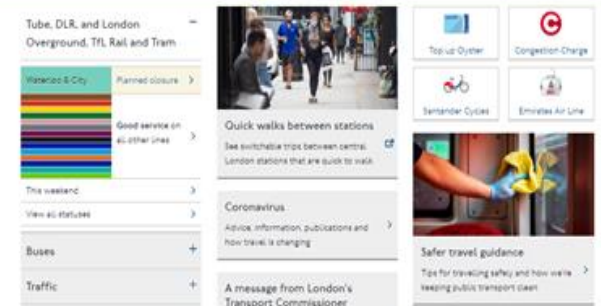 Tube, DLR, and London
Overground, TfL Rail and Tram
Waterloo & City
Planned closure
Good service on
all other lines
This weekend
View all statuses
Buses
Traffic
Quick walks between stations
See switchable trips between central
London stations that are quick to walk
Coronavirus
Advice, information, publications and
how travel is changing
A message from London's
Transport Commissioner
Top up Oyster
Congestion Charge
Santander Cycles
Emirates Air Line
Safer travel guidance
Tips for travelling safely and how we're
keeping public transport clean